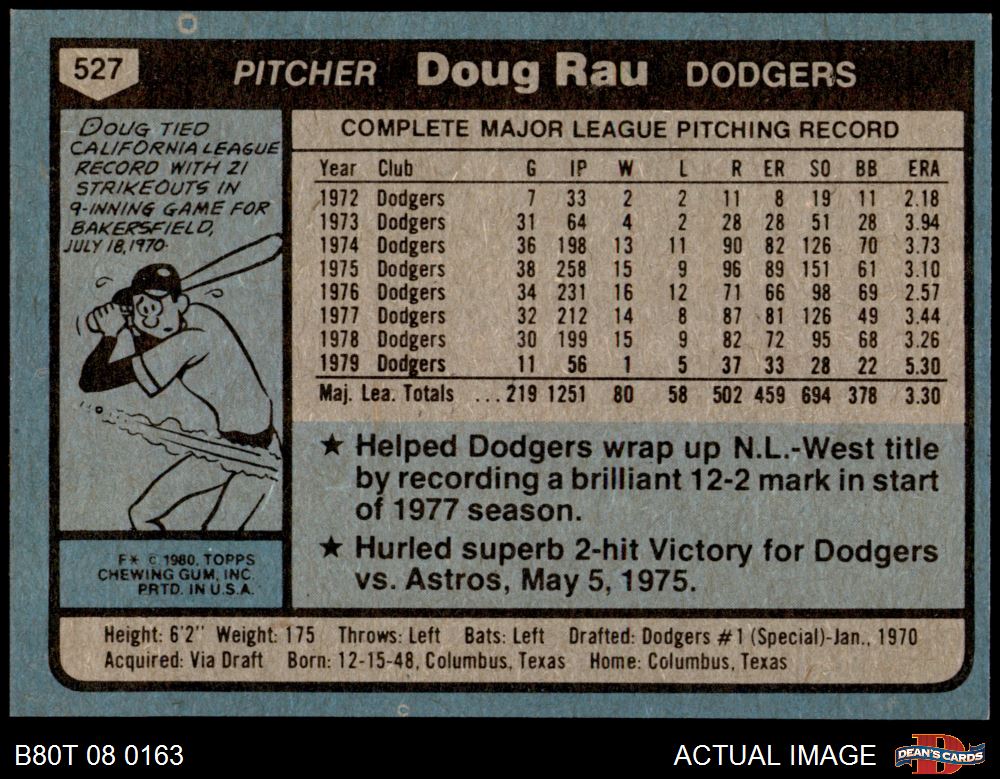 527 PITCHER Doug Rau DODGERS
DOUG TIED
CALIFORNIA LEAGUE
RECORD WITH 21
STRIKEOUTS IN
9-INNING GAME FOR
BAKERSFIELD,
JULY 18, 1970.
COMPLETE MAJOR LEAGUE PITCHING RECORD
Year Club G IP W L R ER SO BB ERA
1972 Dodgers 7 33 2 2 11 8 19 11 2.18
1973 Dodgers 31 64 4 2 28 28 51 28 3.94
1974 Dodgers 36 198 13 11 90 82 126 70 3.73
1975 Dodgers 38 258 15 9 96 89 151 61 3.10
1976 Dodgers 34 231 16 12 71 66 98 69 2.57
1977 Dodgers 32 212 14 8 87 81 126 49 3.44
1978 Dodgers 30 199 15 9 82 72 95 68 3.26
1979 Dodgers 11 56 1 5 37 33 28 22 5.30
Maj. Lea. Totals ...219 1251 80 58 502 459 694 378 3.30
★ Helped Dodgers wrap up N.L.-West title
by recording a brilliant 12-2 mark in start
of 1977 season.
★ Hurled superb 2-hit Victory for Dodgers
vs. Astros, May 5, 1975.
F* © 1980, TOPPS
CHEWING GUM, INC.
PRTD. IN U.S.A.
Height: 6'2" Weight: 175 Throws: Left Bats: Left Drafted: Dodgers #1 (Special)-Jan., 1970
Acquired: Via Draft Born: 12-15-48, Columbus, Texas Home: Columbus, Texas
B80T 08 0163 ACTUAL IMAGE DEAN'S CARDS